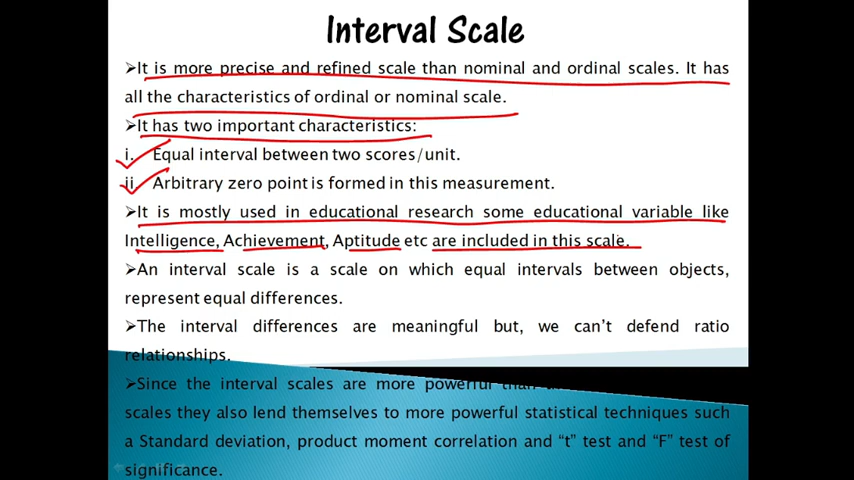 Interval Scale
➢It is more precise and refined scale than nominal and ordinal scales. It has
all the characteristics of ordinal or nominal scale.
➢It has two important characteristics:
i. Equal interval between two scores/unit.
ii. Arbitrary zero point is formed in this measurement.
➢It is mostly used in educational research some educational variable like
Intelligence, Achievement, Aptitude etc are included in this scale.
➢An interval scale is a scale on which equal intervals between objects,
represent equal differences.
➢The interval differences are meaningful but, we can't defend ratio
relationships.
➢Since the interval scales are more powerful than
scales they also lend themselves to more powerful statistical techniques such
a Standard deviation, product moment correlation and “t” test and “F” test of
significance.